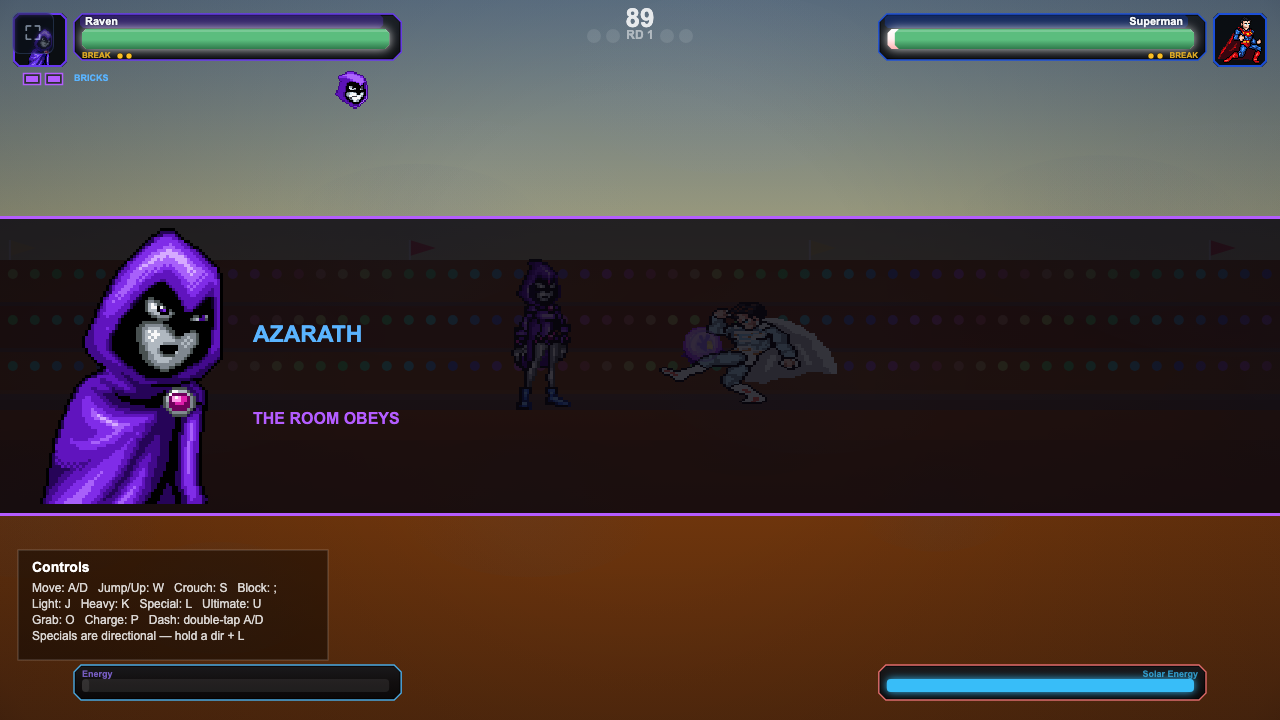 Raven
89
Superman
RD 1
BREAK
BREAK
BRICKS
AZARATH
THE ROOM OBEYS
Controls
Move: A/D   Jump/Up: W   Crouch: S   Block: ;
Light: J   Heavy: K   Special: L   Ultimate: U
Grab: O   Charge: P   Dash: double-tap A/D
Specials are directional — hold a dir + L
Energy
Solar Energy